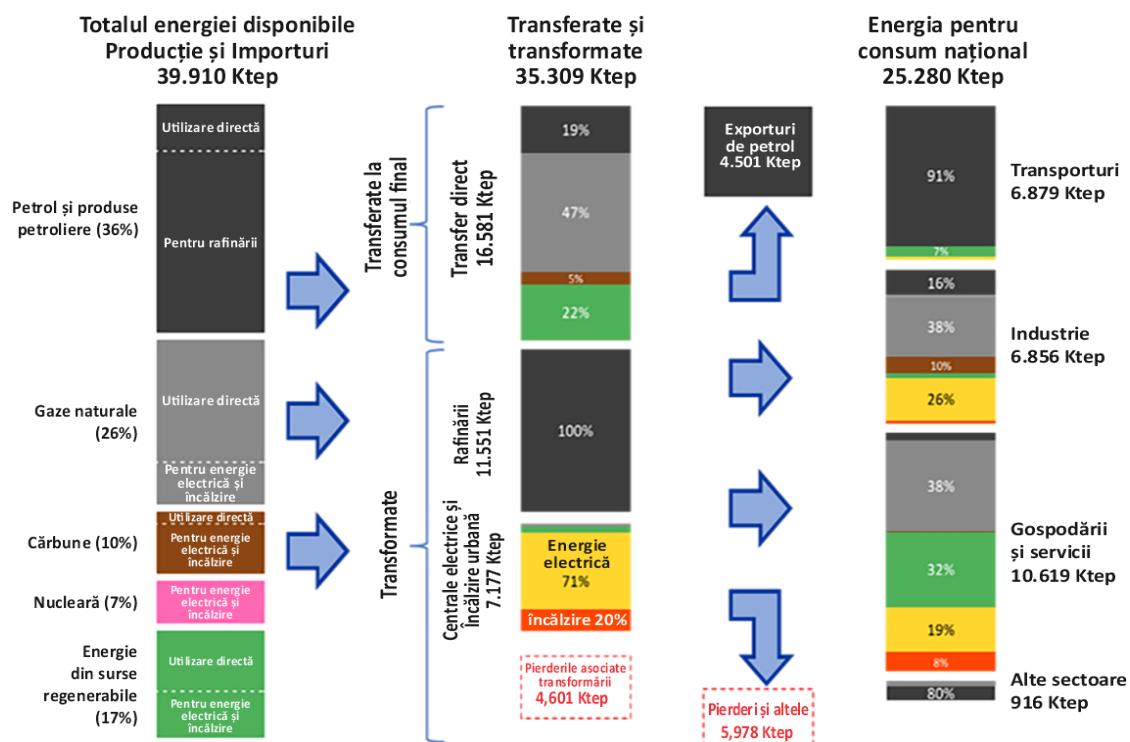 Totalul energiei disponibile
Producție și Importuri
39.910 Ktep
Transferate și
transformate
35.309 Ktep
Energia pentru
consum național
25.280 Ktep
Petrol și produse
petroliere (36%)
Utilizare directă
Pentru rafinării
Gaze naturale
(26%)
Utilizare directă
Pentru energie
electrică și
încălzire
Cărbune (10%)
Utilizare directă
Pentru energie
electrică și
încălzire
Nucleară (7%)
Pentru energie
electrică și
încălzire
Energie
din surse
regenerabile
(17%)
Utilizare directă
Pentru energie
electrică și
încălzire
Transferate la
consumul final
Transfer direct
16.581 Ktep
19%
47%
5%
22%
Transformate
Rafinării
11.551 Ktep
100%
Centrale electrice și
încălzire urbană
7.177 Ktep
Energie
electrică
71%
încălzire 20%
Pierderile asociate
transformării
4,601 Ktep
Exporturi
de petrol
4.501 Ktep
Pierderi și altele
5,978 Ktep
91%
7%
Transporturi
6.879 Ktep
16%
38%
10%
26%
Industrie
6.856 Ktep
38%
32%
19%
8%
Gospodării
și servicii
10.619 Ktep
80%
Alte sectoare
916 Ktep